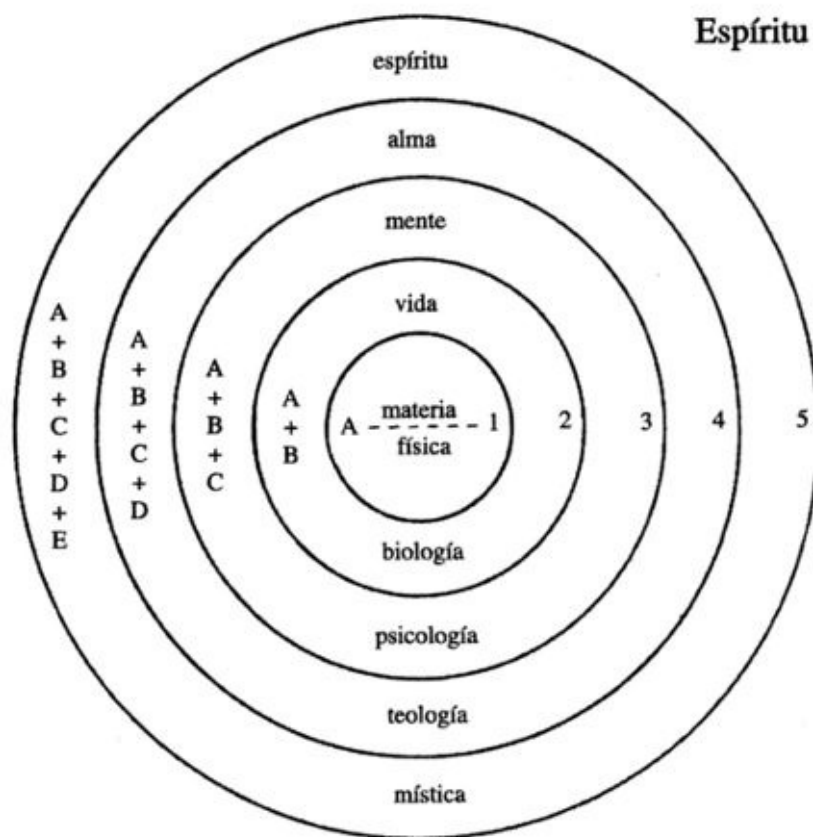 Espíritu
espíritu
alma
mente
vida
materia
A 1 2 3 4 5
física
biología
psicología
teología
mística
A
+
B
+
C
+
D
+
E
A
+
B
+
C
+
D
A
+
B
+
C
A
+
B